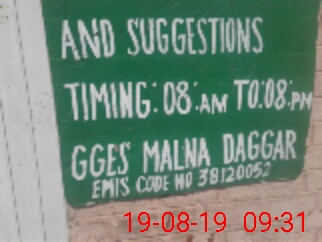 AND SUGGESTIONS
TIMING: 08: AM TO: 08: PM
GGES MALNA DAGGAR
EMIS CODE NO 38120052
19-08-19 09:31